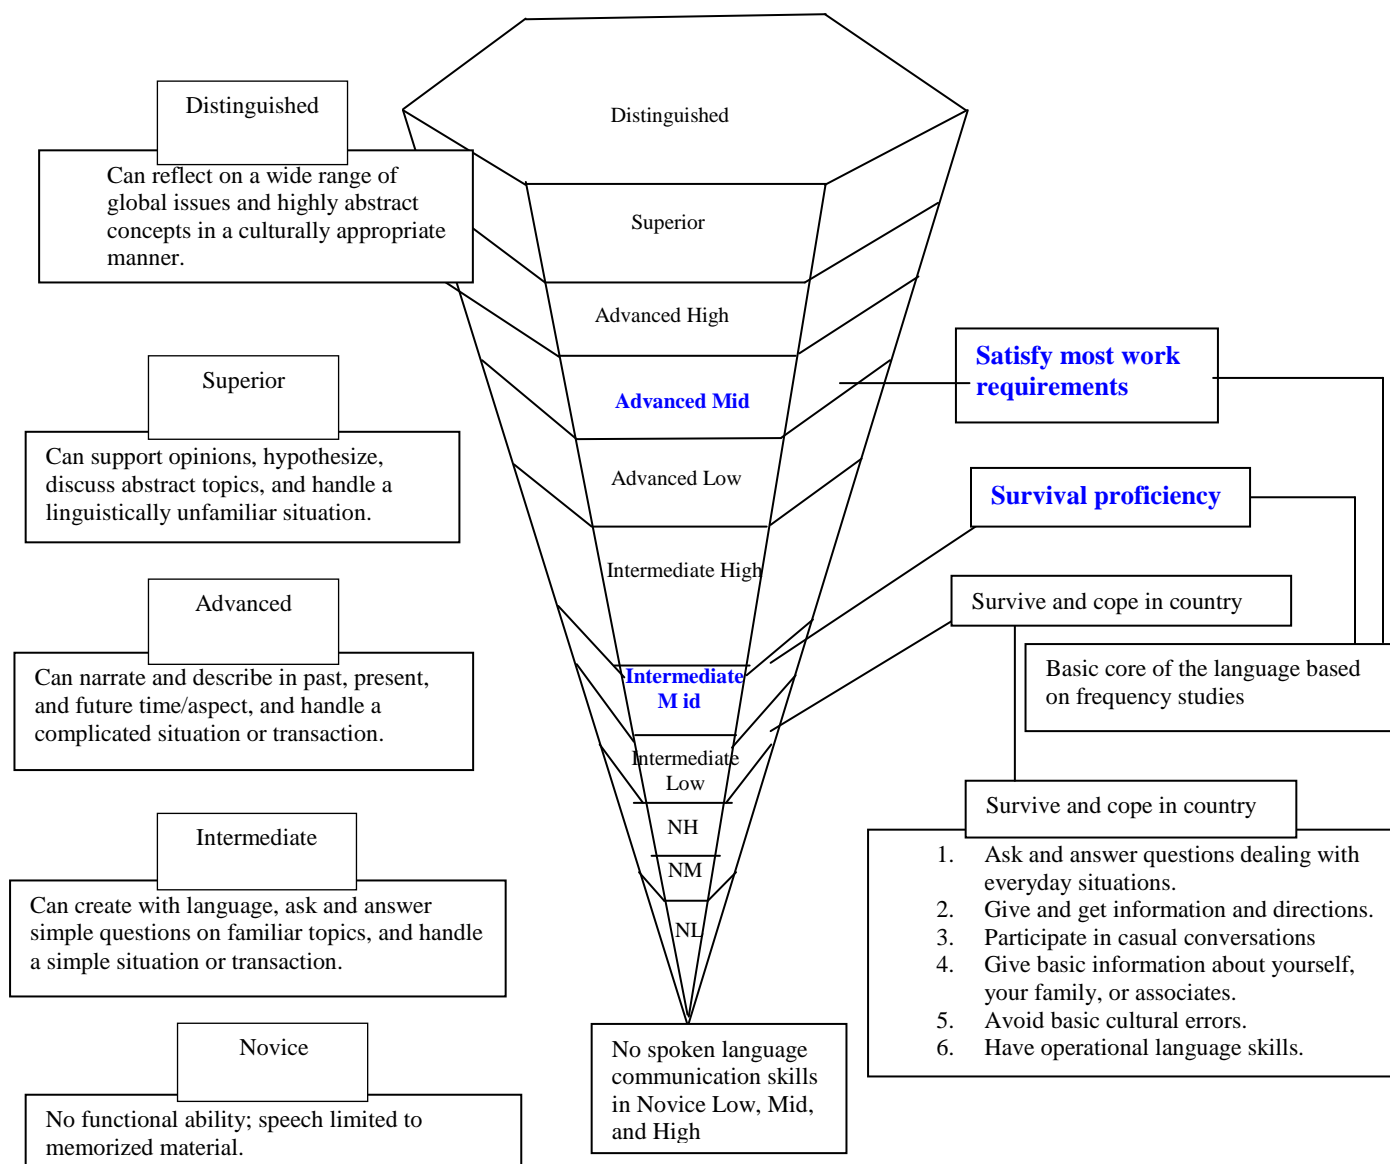 Distinguished
Can reflect on a wide range of
global issues and highly abstract
concepts in a culturally appropriate
manner.
Superior
Can support opinions, hypothesize,
discuss abstract topics, and handle a
linguistically unfamiliar situation.
Advanced
Can narrate and describe in past, present,
and future time/aspect, and handle a
complicated situation or transaction.
Intermediate
Can create with language, ask and answer
simple questions on familiar topics, and handle
a simple situation or transaction.
Novice
No functional ability; speech limited to
memorized material.
Distinguished
Superior
Advanced High
Advanced Mid
Advanced Low
Intermediate High
Intermediate
M id
Intermediate
Low
NH
NM
NL
No spoken language
communication skills
in Novice Low, Mid,
and High
Satisfy most work
requirements
Survival proficiency
Survive and cope in country
Basic core of the language based
on frequency studies
Survive and cope in country
1. Ask and answer questions dealing with
everyday situations.
2. Give and get information and directions.
3. Participate in casual conversations
4. Give basic information about yourself,
your family, or associates.
5. Avoid basic cultural errors.
6. Have operational language skills.